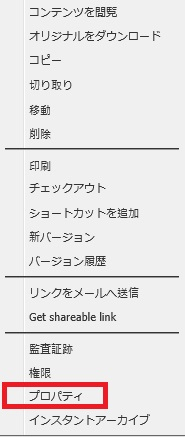 コンテンツを閲覧
オリジナルをダウンロード
コピー
切り取り
移動
削除
印刷
チェックアウト
ショートカットを追加
新バージョン
バージョン履歴
リンクをメールへ送信
Get shareable link
監査証跡
権限
プロパティ
インスタントアーカイブ